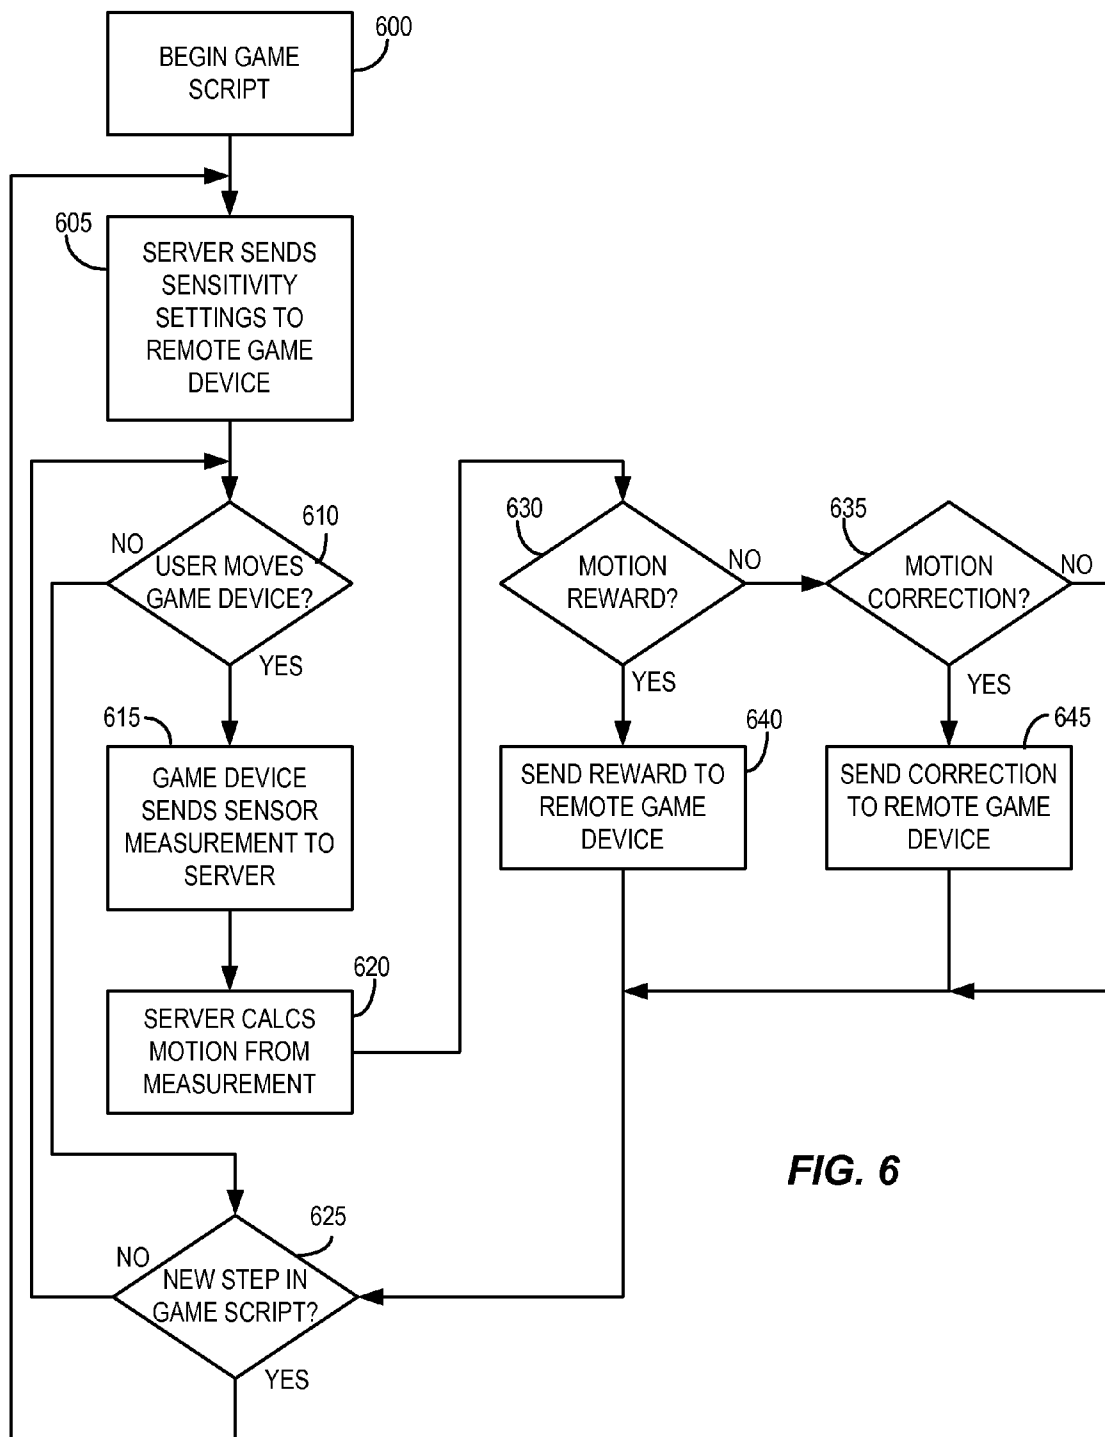 600
BEGIN GAME
SCRIPT
605
SERVER SENDS
SENSITIVITY
SETTINGS TO
REMOTE GAME
DEVICE
610
NO
USER MOVES
GAME DEVICE?
YES
615
GAME DEVICE
SENDS SENSOR
MEASUREMENT TO
SERVER
620
SERVER CALCS
MOTION FROM
MEASUREMENT
630
MOTION
REWARD?
NO
YES
635
MOTION
CORRECTION?
NO
YES
640
SEND REWARD TO
REMOTE GAME
DEVICE
645
SEND CORRECTION
TO REMOTE GAME
DEVICE
625
NO
NEW STEP IN
GAME SCRIPT?
YES
FIG. 6